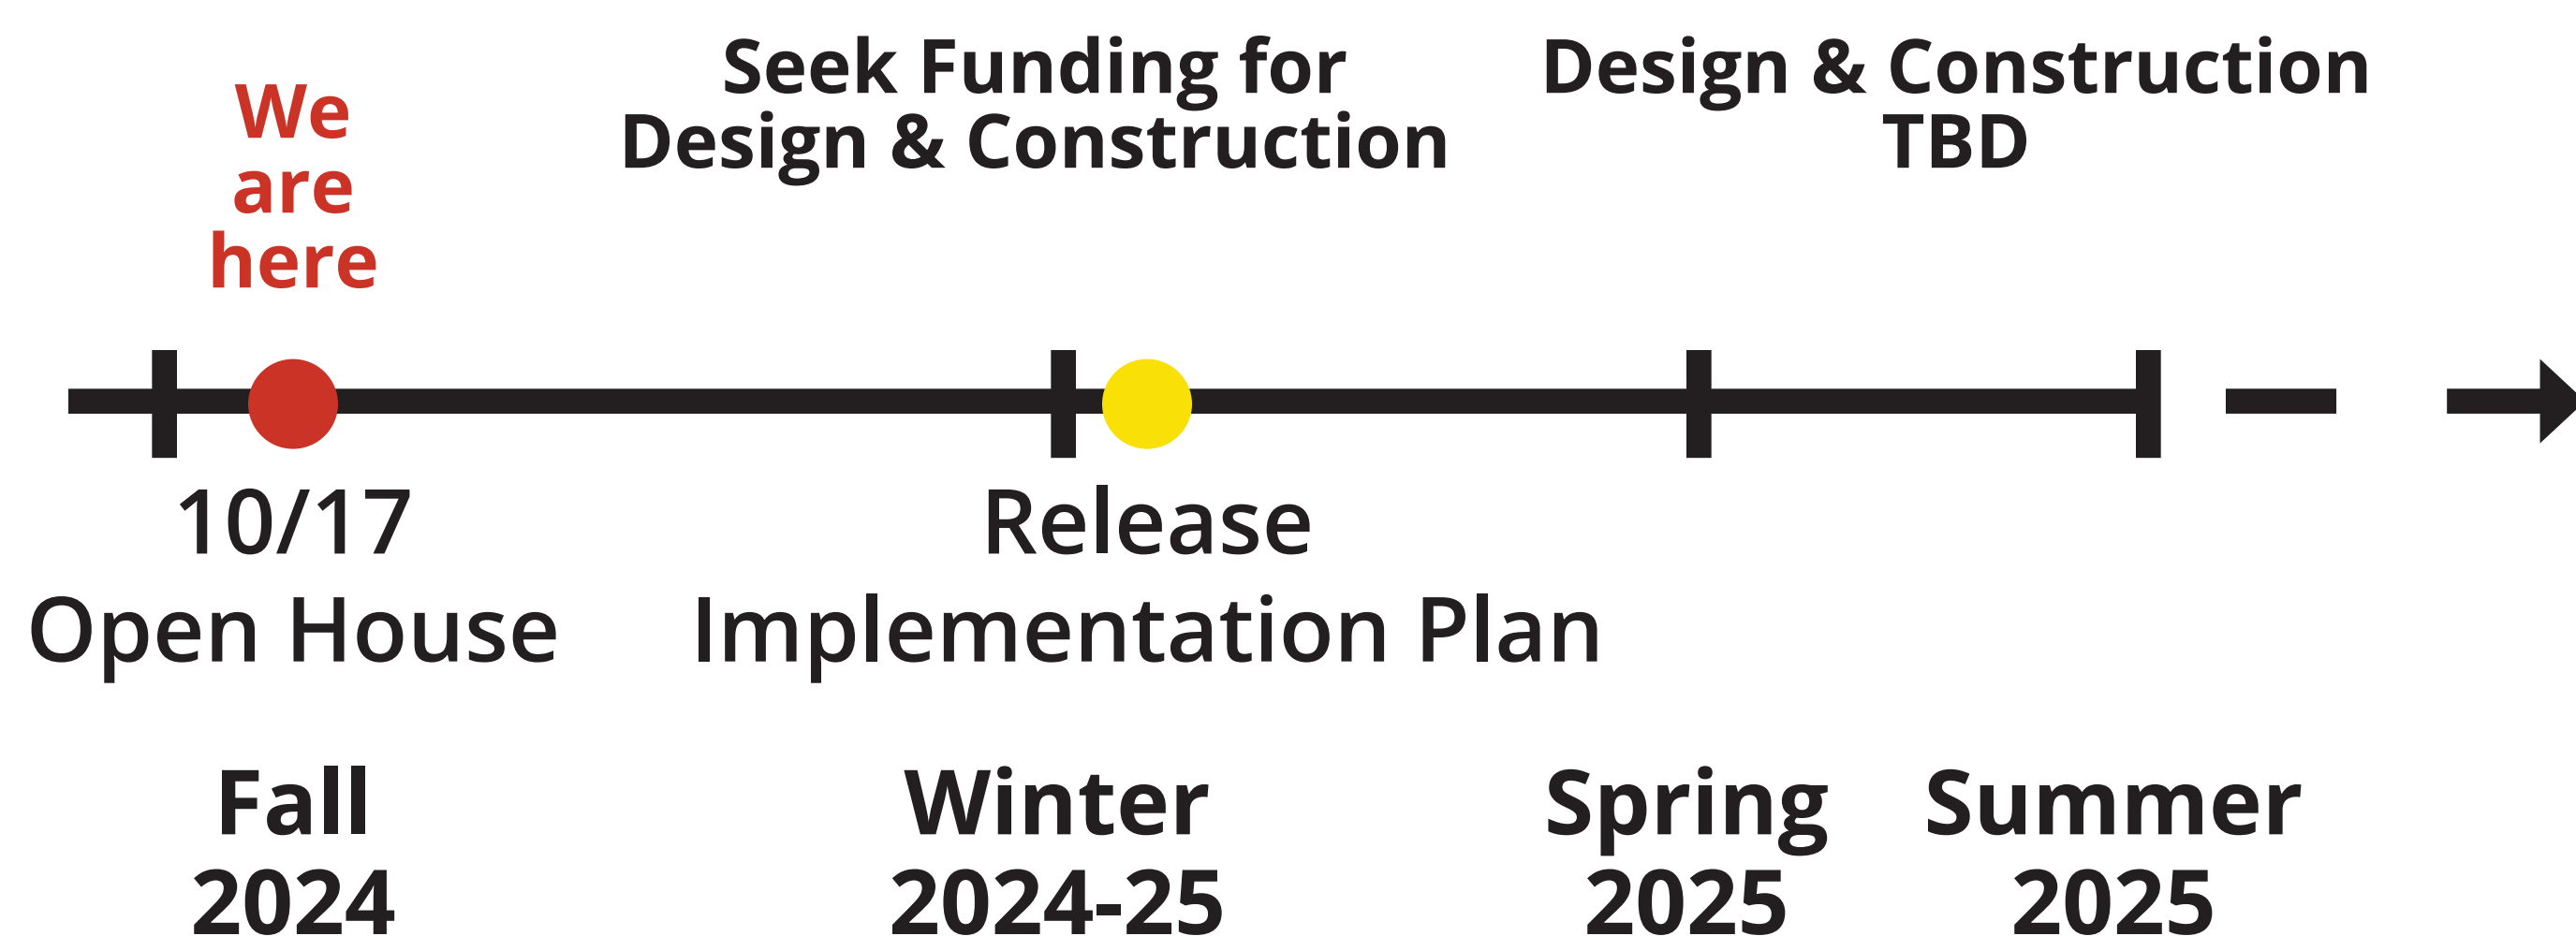 We
are
here
Seek Funding for
Design & Construction
Design & Construction
TBD
10/17
Open House
Release
Implementation Plan
Fall
2024
Winter
2024-25
Spring
2025
Summer
2025